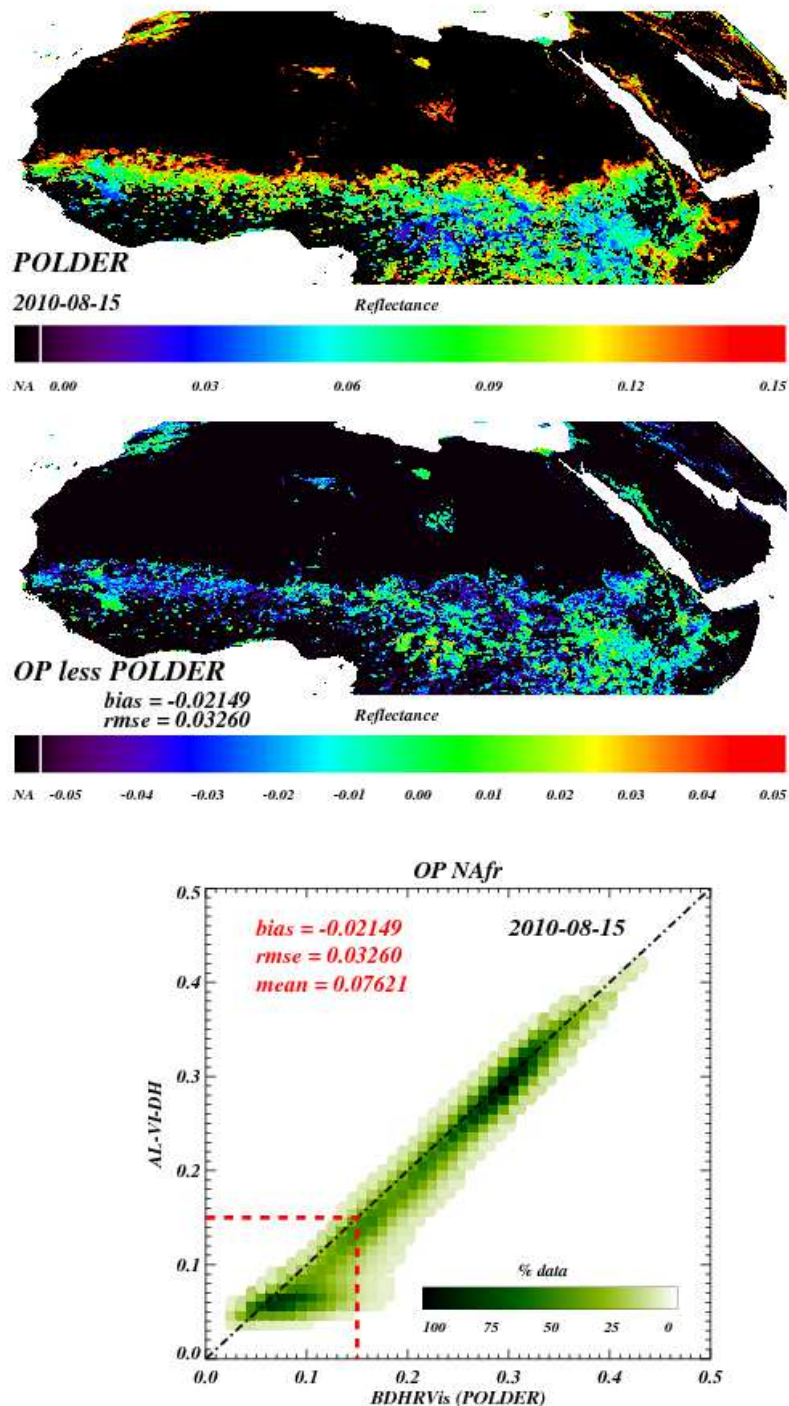 POLDER
2010-08-15 Reflectance
NA 0.00 0.03 0.06 0.09 0.12 0.15
OP less POLDER
bias = -0.02149
rmse = 0.03260 Reflectance
NA -0.05 -0.04 -0.03 -0.02 -0.01 0.00 0.01 0.02 0.03 0.04 0.05
OP NAfr
0.5
bias = -0.02149 2010-08-15
rmse = 0.03260
mean = 0.07621
0.4
0.3
AL-VI-DH
0.2
0.1
% data
100 75 50 25 0
0.0
0.0 0.1 0.2 0.3 0.4 0.5
BDHRVis (POLDER)